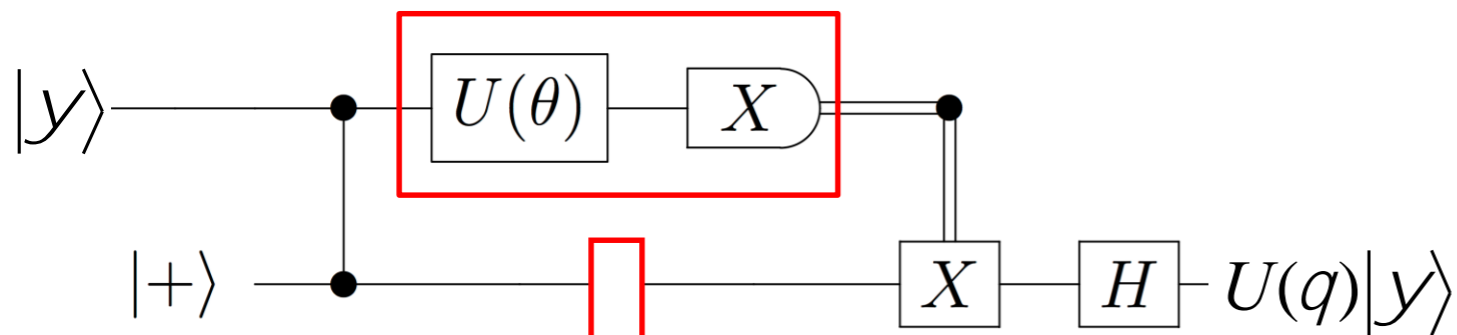 |y⟩ U(θ) X
|+⟩ X H U(q)|y⟩